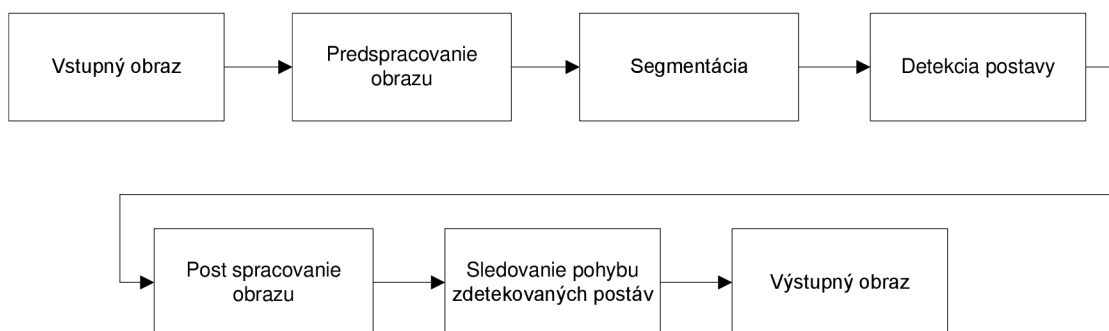 Vstupný obraz
Predspracovanie
obrazu
Segmentácia
Detekcia postavy
Post spracovanie
obrazu
Sledovanie pohybu
zdetekovaných postáv
Výstupný obraz